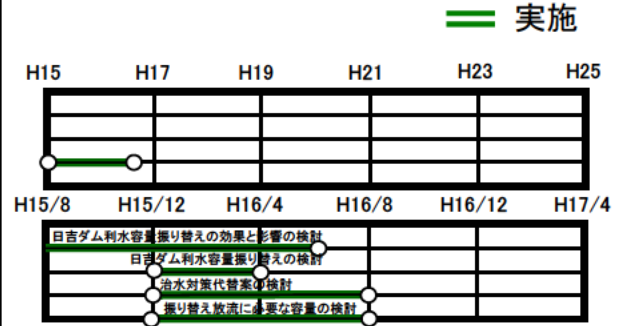 実施
H15 H17 H19 H21 H23 H25
H15/8 H15/12 H16/4 H16/8 H16/12 H17/4
日吉ダム利水容量振り替えの効果と影響の検討
日吉ダム利水容量振り替えの検討
治水対策代替案の検討
振り替え放流に必要な容量の検討